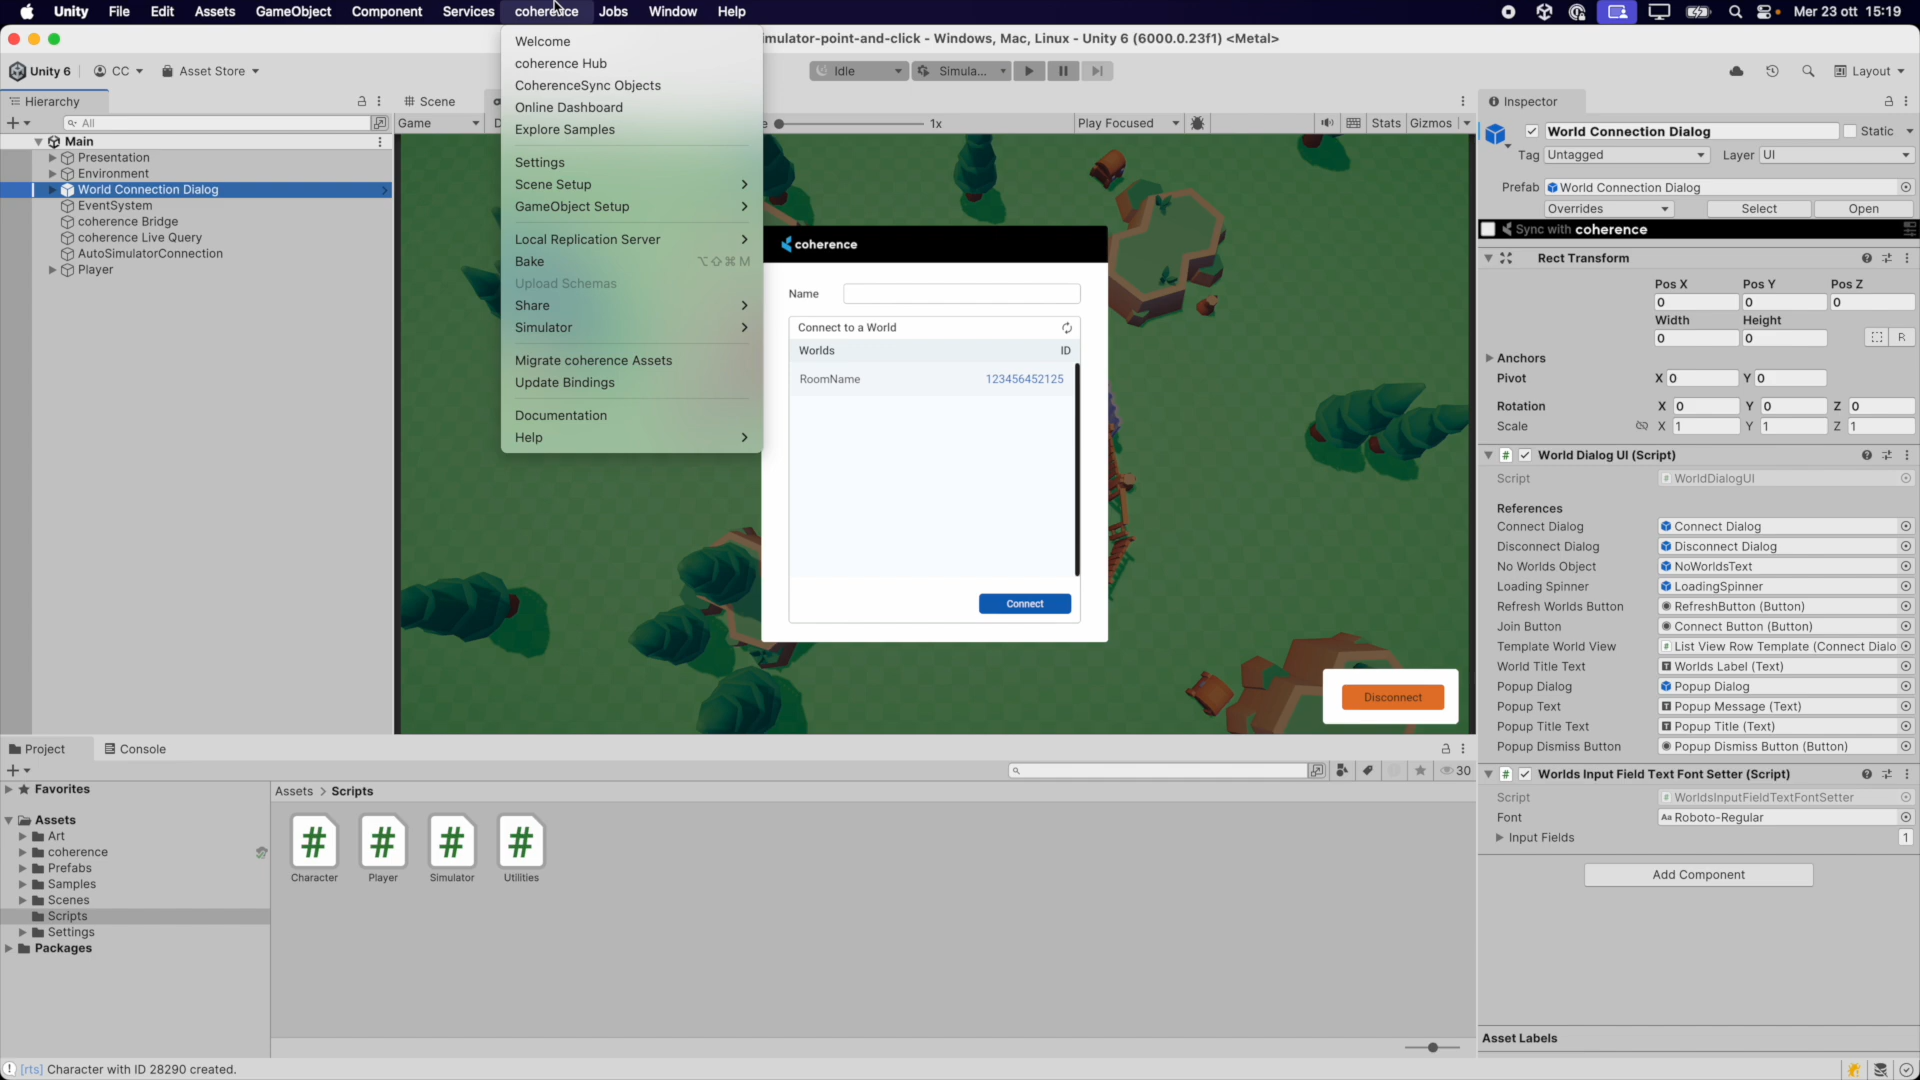 Unity File Edit Assets GameObject Component Services coherence Jobs Window Help
Mer 23 ott 15:19
imulator-point-and-click - Windows, Mac, Linux - Unity 6 (6000.0.23f1) <Metal>
Unity 6 CC Asset Store
Idle Simula...
Layout
Welcome
coherence Hub
CoherenceSync Objects
Online Dashboard
Explore Samples
Settings
Scene Setup
GameObject Setup
Local Replication Server
Bake ⌥⇧⌘M
Upload Schemas
Share
Simulator
Migrate coherence Assets
Update Bindings
Documentation
Help
Hierarchy
All
Main
Presentation
Environment
World Connection Dialog
EventSystem
coherence Bridge
coherence Live Query
AutoSimulatorConnection
Player
Scene
Game
1x
Play Focused
Stats
Gizmos
coherence
Name
Connect to a World
Worlds ID
RoomName 123456452125
Connect
Disconnect
Inspector
World Connection Dialog
Static
Tag Untagged Layer UI
Prefab World Connection Dialog
Overrides Select Open
Sync with coherence
Rect Transform
Pos X Pos Y Pos Z
0 0 0
Width Height
0 0
R
Anchors
Pivot X 0 Y 0
Rotation X 0 Y 0 Z 0
Scale X 1 Y 1 Z 1
# World Dialog UI (Script)
Script WorldDialogUI
References
Connect Dialog Connect Dialog
Disconnect Dialog Disconnect Dialog
No Worlds Object NoWorldsText
Loading Spinner LoadingSpinner
Refresh Worlds Button RefreshButton (Button)
Join Button Connect Button (Button)
Template World View List View Row Template (Connect Dialo
World Title Text Worlds Label (Text)
Popup Dialog Popup Dialog
Popup Text Popup Message (Text)
Popup Title Text Popup Title (Text)
Popup Dismiss Button Popup Dismiss Button (Button)
# Worlds Input Field Text Font Setter (Script)
Script WorldsInputFieldTextFontSetter
Font Aa Roboto-Regular
Input Fields 1
Add Component
Asset Labels
Project Console
30
Favorites
Assets
Art
coherence
Prefabs
Samples
Scenes
Scripts
Settings
Packages
Assets > Scripts
# # # #
Character Player Simulator Utilities
[rts] Character with ID 28290 created.